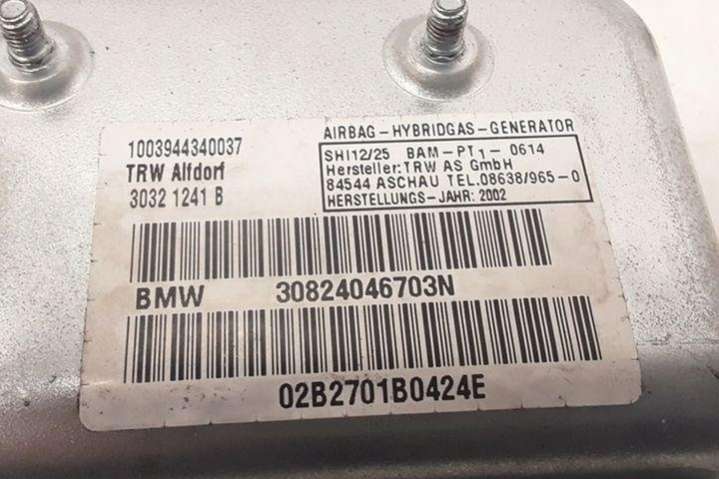 1003944340037
TRW Alfdorf
3032 1241 B
AIRBAG-HYBRIDGAS-GENERATOR
SHI12/25 BAM-PT1-0614
Hersteller:TRW AS GmbH
84544 ASCHAU TEL.08638/965-0
HERSTELLUNGS-JAHR: 2002
BMW 30824046703N
02B2701B0424E